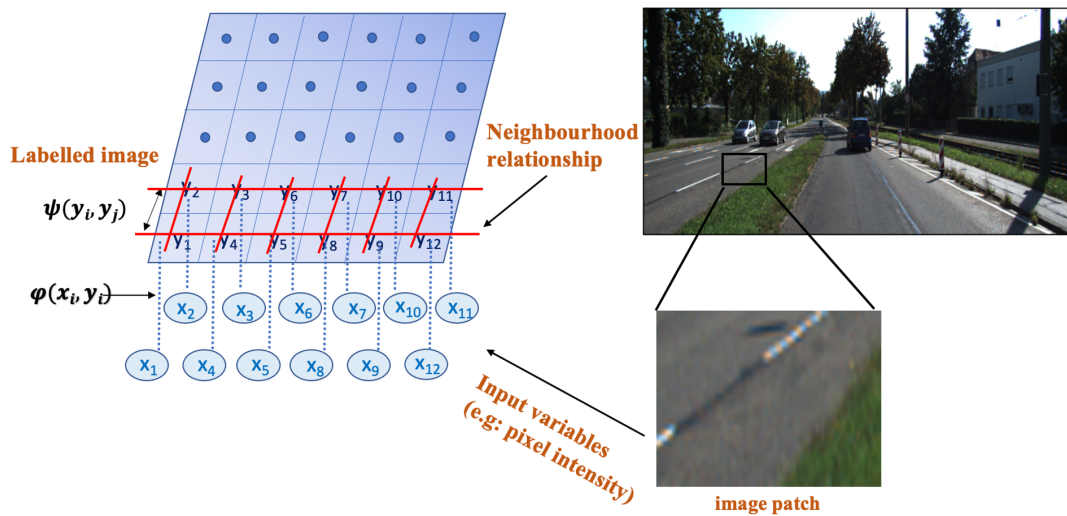 Labelled image
Neighbourhood
relationship
ψ(yᵢ, yⱼ)
y₂ y₃ y₆ y₇ y₁₀ y₁₁
y₁ y₄ y₅ y₈ y₉ y₁₂
φ(xᵢ, yᵢ)
x₂ x₃ x₆ x₇ x₁₀ x₁₁
x₁ x₄ x₅ x₈ x₉ x₁₂
Input variables
(e.g: pixel intensity)
image patch